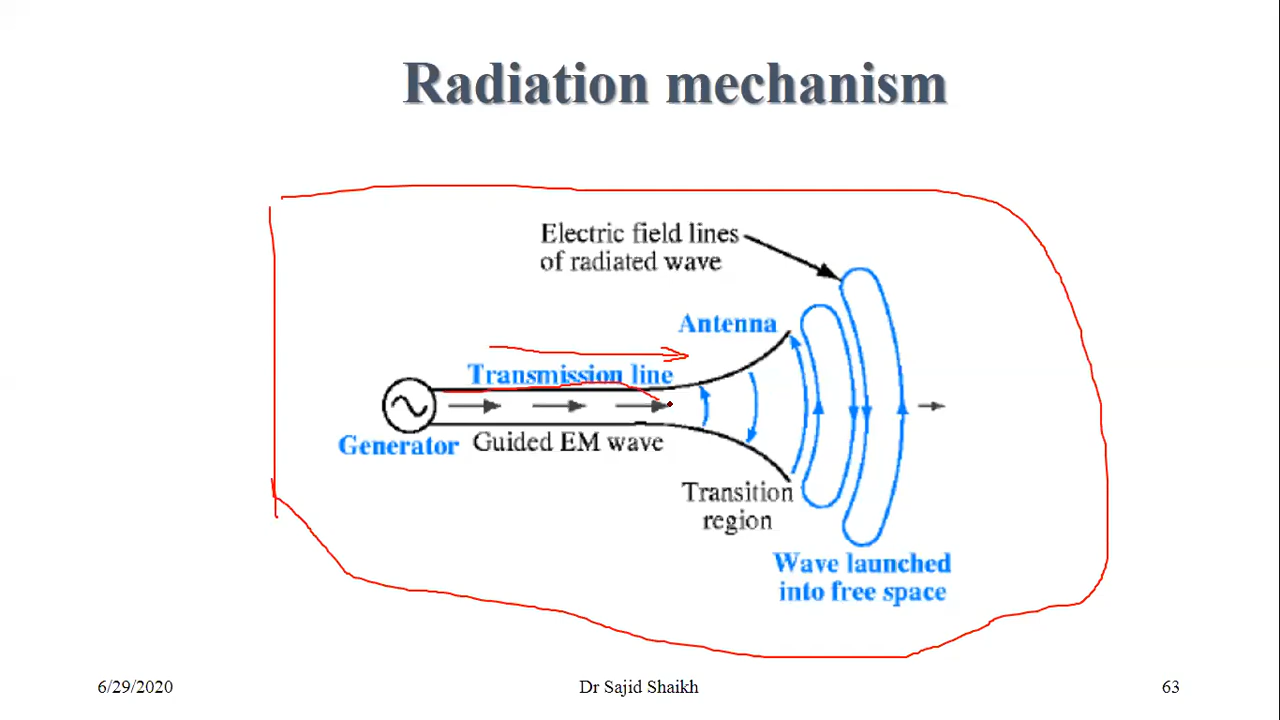 Radiation mechanism
Electric field lines
of radiated wave
Antenna
Transmission line
Generator
Guided EM wave
Transition
region
Wave launched
into free space
6/29/2020
Dr Sajid Shaikh
63